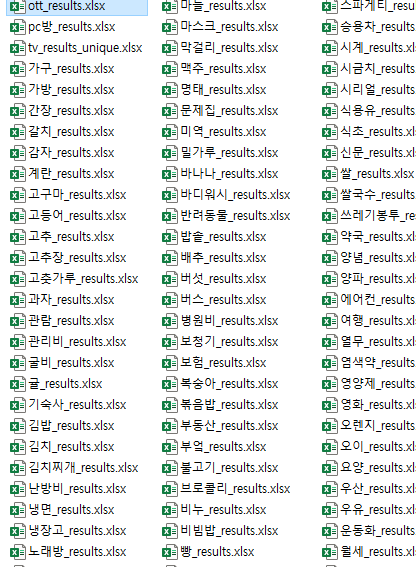 ott_results.xlsx
pc방_results.xlsx
tv_results_unique.xlsx
가구_results.xlsx
가방_results.xlsx
간장_results.xlsx
갈치_results.xlsx
감자_results.xlsx
계란_results.xlsx
고구마_results.xlsx
고등어_results.xlsx
고추_results.xlsx
고추장_results.xlsx
고춧가루_results.xlsx
과자_results.xlsx
관람_results.xlsx
관리비_results.xlsx
굴비_results.xlsx
귤_results.xlsx
기숙사_results.xlsx
김밥_results.xlsx
김치_results.xlsx
김치찌개_results.xlsx
난방비_results.xlsx
냉면_results.xlsx
냉장고_results.xlsx
노래방_results.xlsx
마늘_results.xlsx
마스크_results.xlsx
막걸리_results.xlsx
맥주_results.xlsx
명태_results.xlsx
문제집_results.xlsx
미역_results.xlsx
밀가루_results.xlsx
바나나_results.xlsx
바디워시_results.xlsx
반려동물_results.xlsx
밥솥_results.xlsx
배추_results.xlsx
버섯_results.xlsx
버스_results.xlsx
병원비_results.xlsx
보청기_results.xlsx
보험_results.xlsx
복숭아_results.xlsx
볶음밥_results.xlsx
부동산_results.xlsx
부엌_results.xlsx
불고기_results.xlsx
브로콜리_results.xlsx
비누_results.xlsx
비빔밥_results.xlsx
빵_results.xlsx
스파게티_resu
승용차_results
시계_results.x
시금치_results
시리얼_results
식용유_results
식초_results.x
신문_results.x
쌀_results.xlsx
쌀국수_results
쓰레기봉투_res
약국_results.x
양념_results.x
양파_results.x
에어컨_results
여행_results.x
열무_results.x
염색약_results
영양제_results
영화_results.x
오렌지_results
오이_results.x
요양_results.x
우산_results.x
우유_results.x
운동화_results
월세_results.x